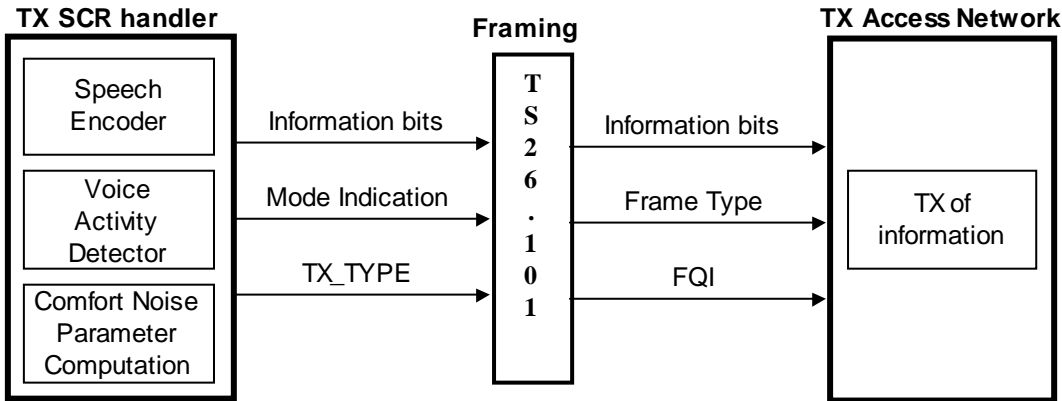 TX SCR handler
Framing
TX Access Network
Speech
Encoder
Voice
Activity
Detector
Comfort Noise
Parameter
Computation
Information bits
Mode Indication
TX_TYPE
T
S
2
6
.
1
0
1
Information bits
Frame Type
FQI
TX of
information